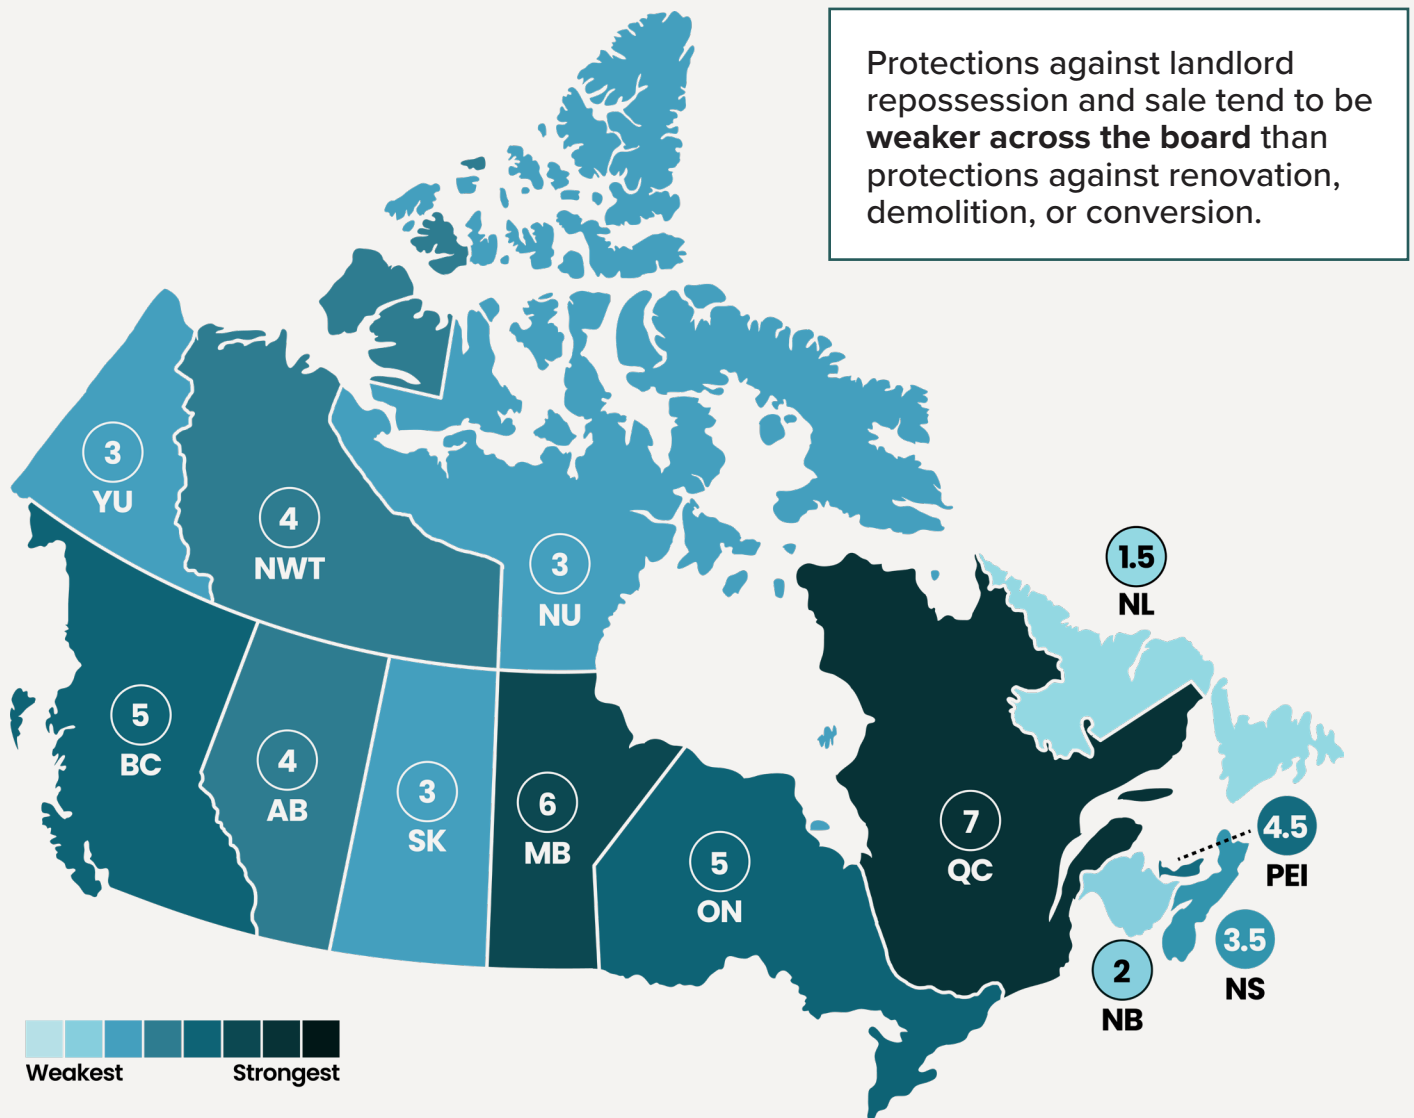 Protections against landlord
repossession and sale tend to be
weaker across the board than
protections against renovation,
demolition, or conversion.
3
YU
4
NWT
3
NU
1.5
NL
5
BC
4
AB
3
SK
6
MB
5
ON
7
QC
4.5
PEI
3.5
NS
2
NB
Weakest
Strongest